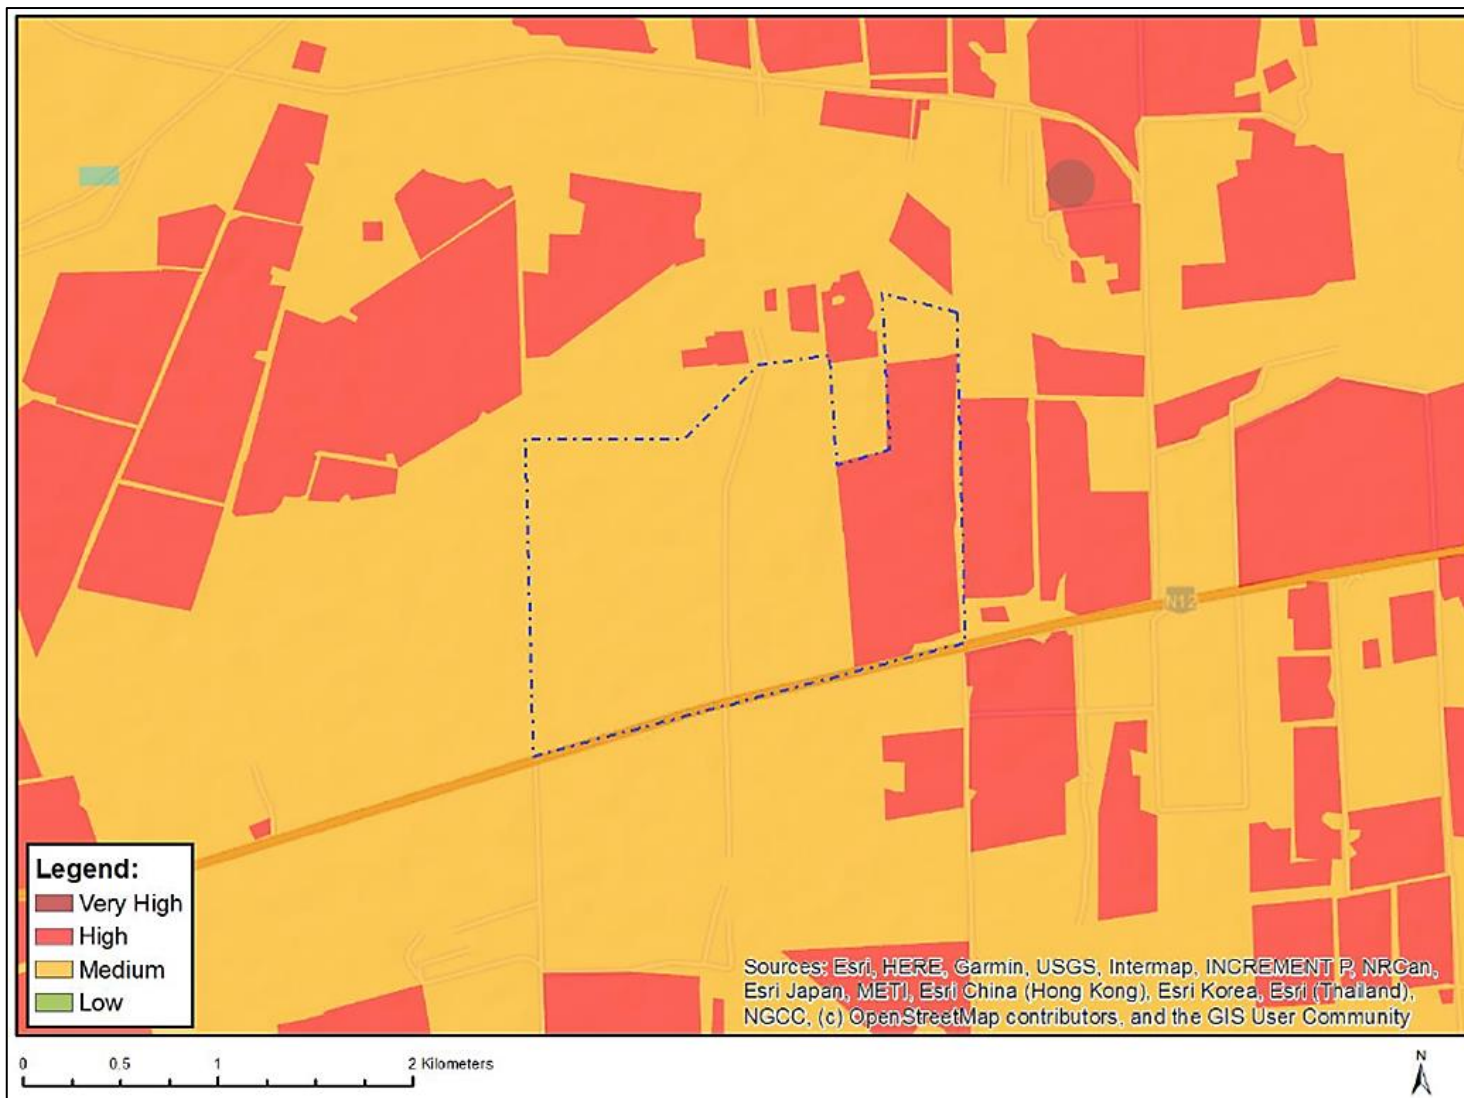 N12
Legend:
Very High
High
Medium
Low
Sources: Esri, HERE, Garmin, USGS, Intermap, INCREMENT P, NRCan,
Esri Japan, METI, Esri China (Hong Kong), Esri Korea, Esri (Thailand),
NGCC, (c) OpenStreetMap contributors, and the GIS User Community
0 0.5 1 2 Kilometers
N